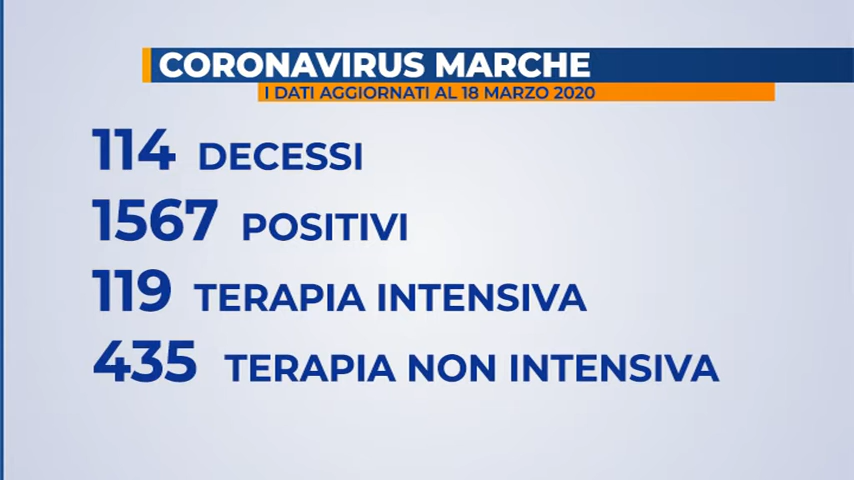 CORONAVIRUS MARCHE
I DATI AGGIORNATI AL 18 MARZO 2020
114 DECESSI
1567 POSITIVI
119 TERAPIA INTENSIVA
435 TERAPIA NON INTENSIVA